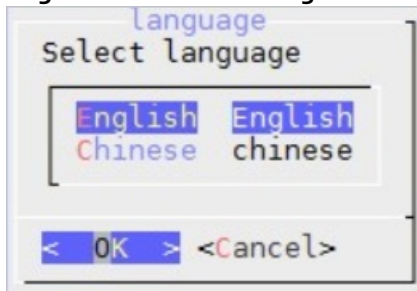 language
Select language
English English
Chinese chinese
< OK > <Cancel>